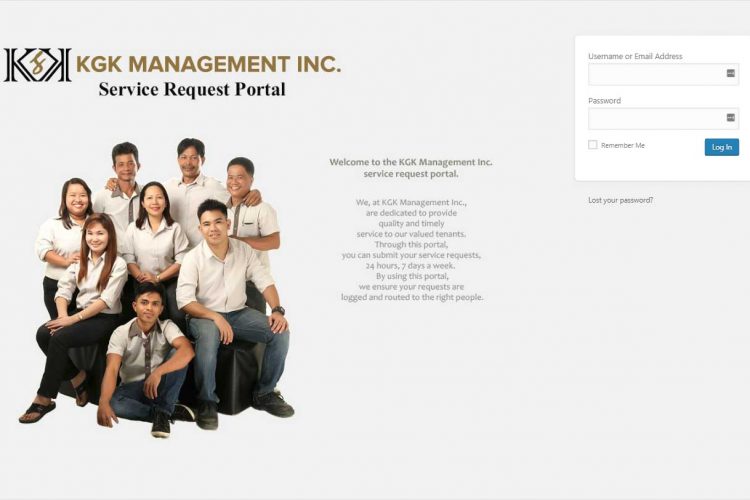 KGK KGK MANAGEMENT INC.
Service Request Portal
Username or Email Address
Password
Remember Me
Log In
Lost your password?
Welcome to the KGK Management Inc.
service request portal.
We, at KGK Management Inc.,
are dedicated to provide
quality and timely
service to our valued tenants.
Through this portal,
you can submit your service requests,
24 hours, 7 days a week.
By using this portal,
we ensure your requests are
logged and routed to the right people.